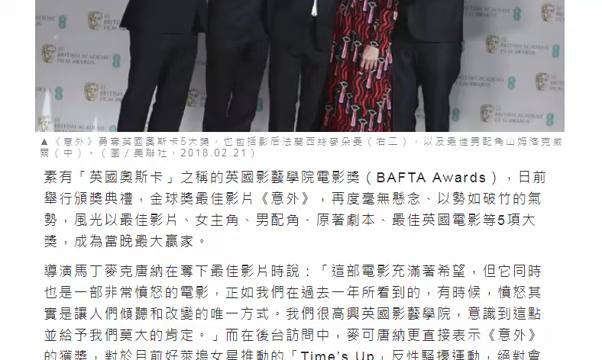 BRITISH ACADEMY
FILM AWARDS
EE
▲《意外》勇奪英國奧斯卡5大獎，也包括影后法蘭西絲麥朵曼（右二），以及最佳男配角山姆洛克威
爾（中）。（圖／美聯社，2018.02.21）
素有「英國奧斯卡」之稱的英國影藝學院電影獎（BAFTA Awards），日前
舉行頒獎典禮，金球獎最佳影片《意外》，再度毫無懸念、以勢如破竹的氣
勢，風光以最佳影片、女主角、男配角、原著劇本、最佳英國電影等5項大
獎，成為當晚最大贏家。
導演馬丁麥克唐納在奪下最佳影片時說：「這部電影充滿著希望，但它同時
也是一部非常憤怒的電影，正如我們在過去一年所看到的，有時候，憤怒其
實是讓人們傾聽和改變的唯一方式。我們很高興英國影藝學院，意識到這點
並給予我們莫大的肯定。」而在後台訪問中，麥可唐納更直接表示《意外》
的獲獎，對於目前好萊塢女星推動的「Time's Up」反性騷擾運動，絕對會